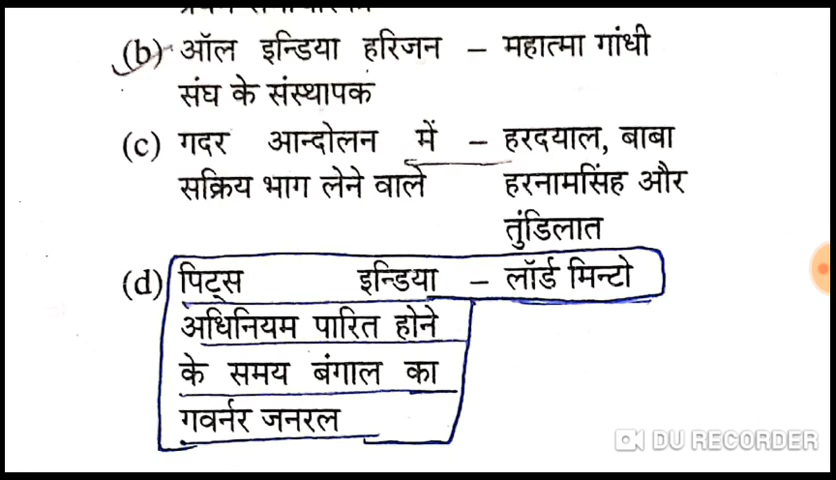 (b) ऑल इन्डिया हरिजन – महात्मा गांधी
संघ के संस्थापक
(c) गदर आन्दोलन में – हरदयाल, बाबा
सक्रिय भाग लेने वाले हरनामसिंह और
तुंडिलात
(d) पिट्स इन्डिया – लॉर्ड मिन्टो
अधिनियम पारित होने
के समय बंगाल का
गवर्नर जनरल
DU RECORDER